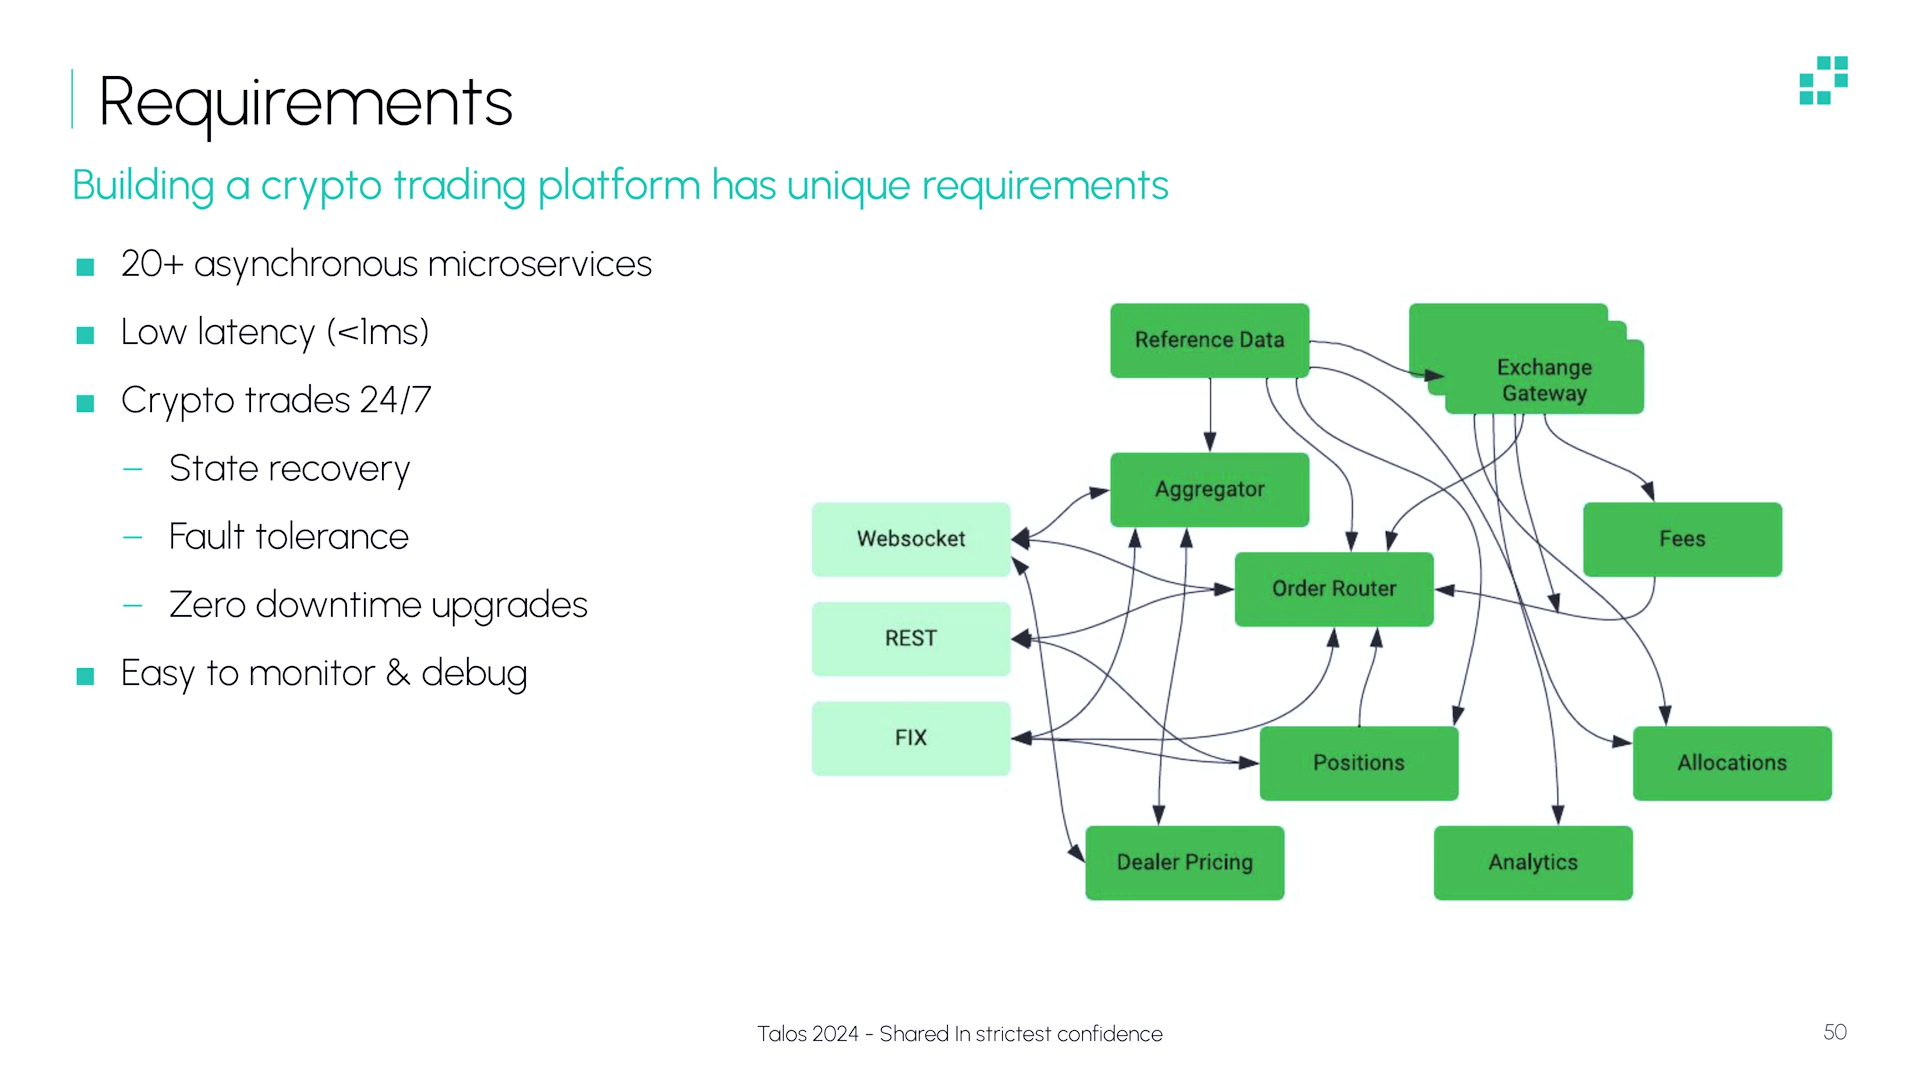 Requirements
Building a crypto trading platform has unique requirements
20+ asynchronous microservices
Low latency (<1ms)
Crypto trades 24/7
– State recovery
– Fault tolerance
– Zero downtime upgrades
Easy to monitor & debug
Reference Data
Exchange
Gateway
Aggregator
Websocket
Fees
Order Router
REST
FIX
Positions
Allocations
Dealer Pricing
Analytics
Talos 2024 - Shared In strictest confidence
50